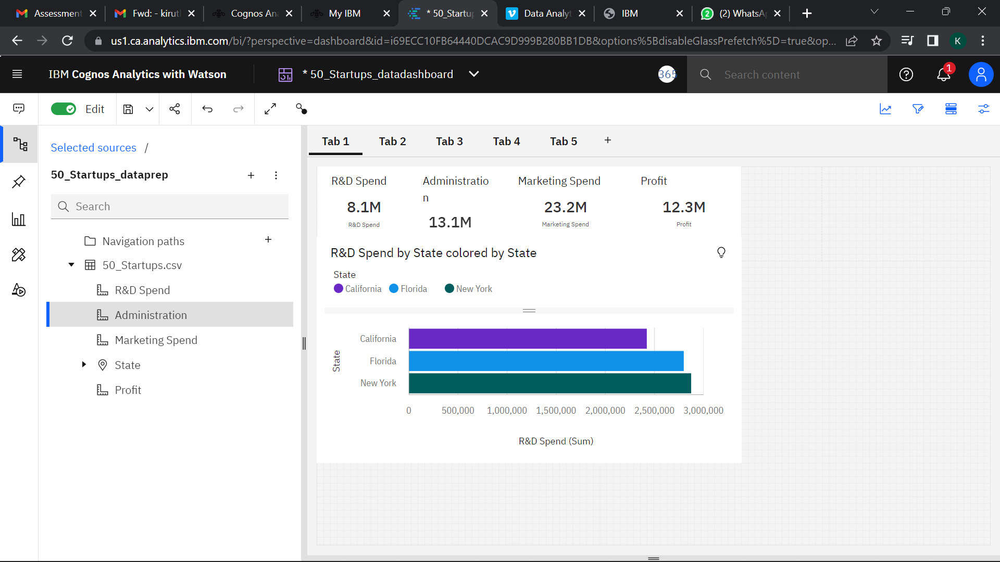 Assessment
Fwd: - kiruth
Cognos An
My IBM
* 50_Startup
Data Analyt
IBM
(2) WhatsAp
us1.ca.analytics.ibm.com/bi/?perspective=dashboard&id=i69ECC10FB64440DCAC9D999B280BB1DB&options%5BdisableGlassPrefetch%5D=true&op...
K
IBM Cognos Analytics with Watson
* 50_Startups_datadashboard
365
Search content
1
Edit
Selected sources /
50_Startups_dataprep
Search
Navigation paths
50_Startups.csv
R&D Spend
Administration
Marketing Spend
State
Profit
Tab 1
Tab 2
Tab 3
Tab 4
Tab 5
R&D Spend
8.1M
R&D Spend
Administratio
n
13.1M
Marketing Spend
23.2M
Marketing Spend
Profit
12.3M
Profit
R&D Spend by State colored by State
State
California
Florida
New York
State
California
Florida
New York
0
500,000
1,000,000
1,500,000
2,000,000
2,500,000
3,000,000
R&D Spend (Sum)